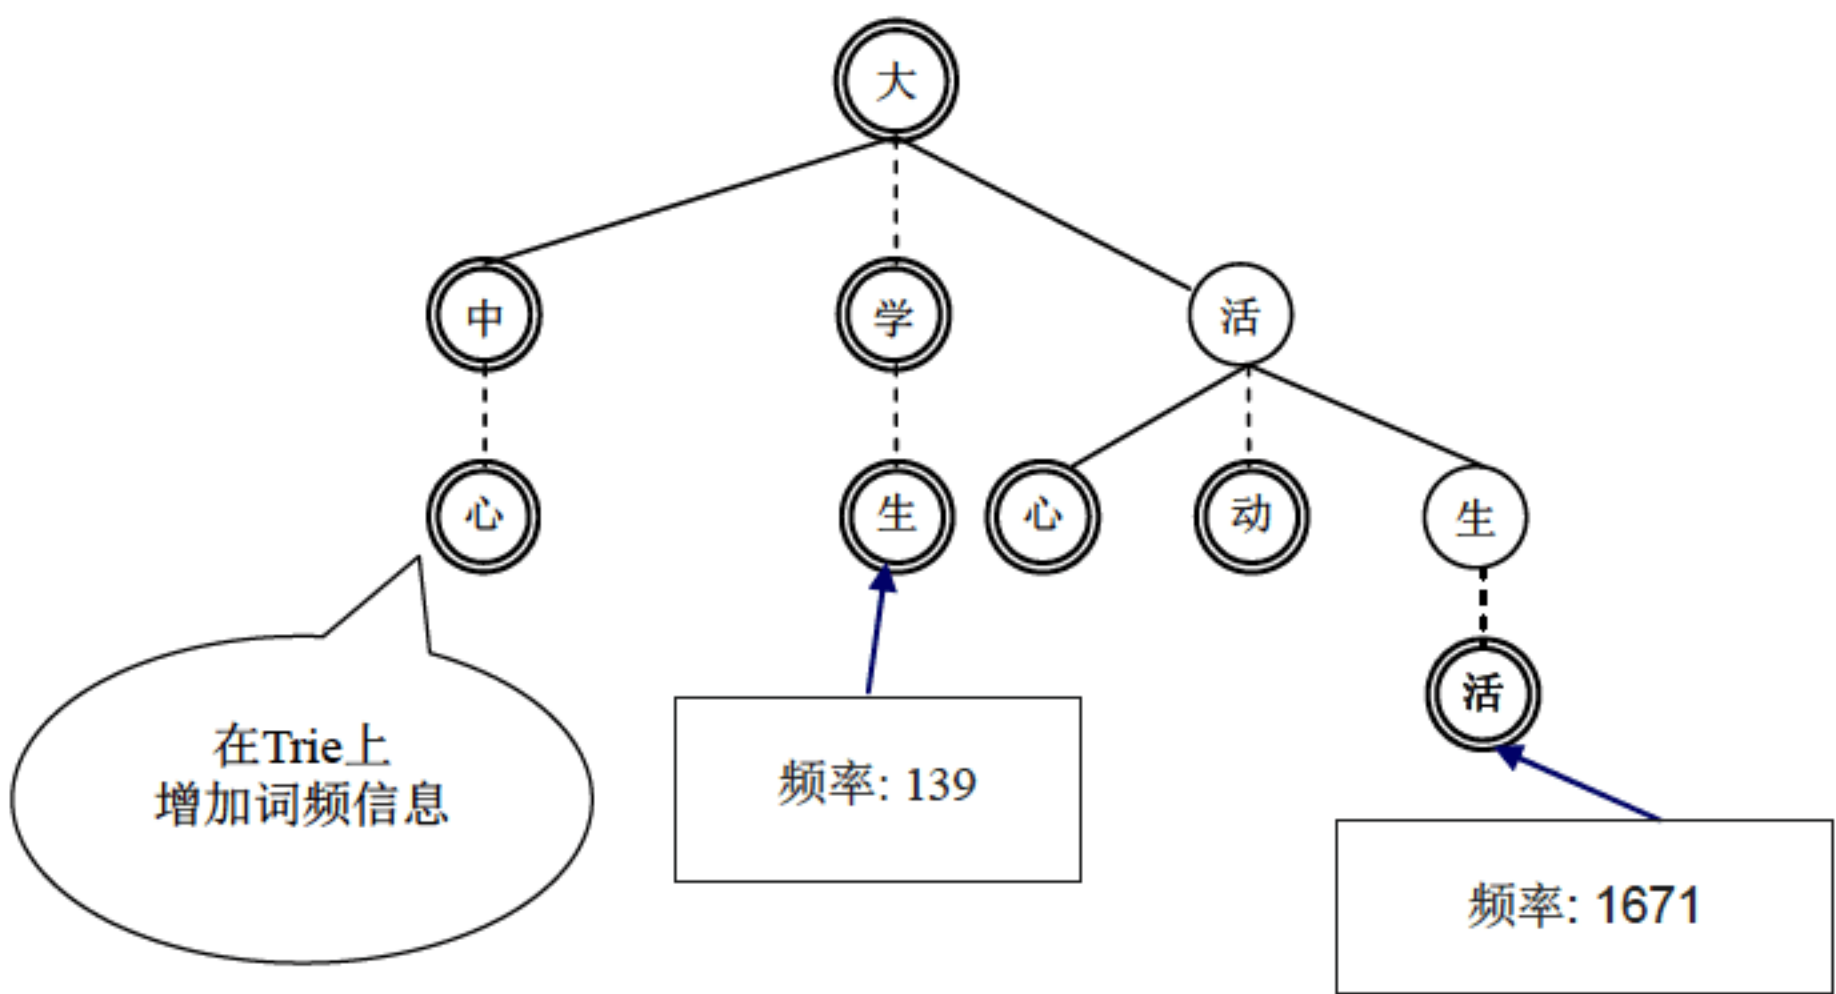 大
中
学
活
心
生
心
动
生
活
在Trie上
增加词频信息
频率: 139
频率: 1671